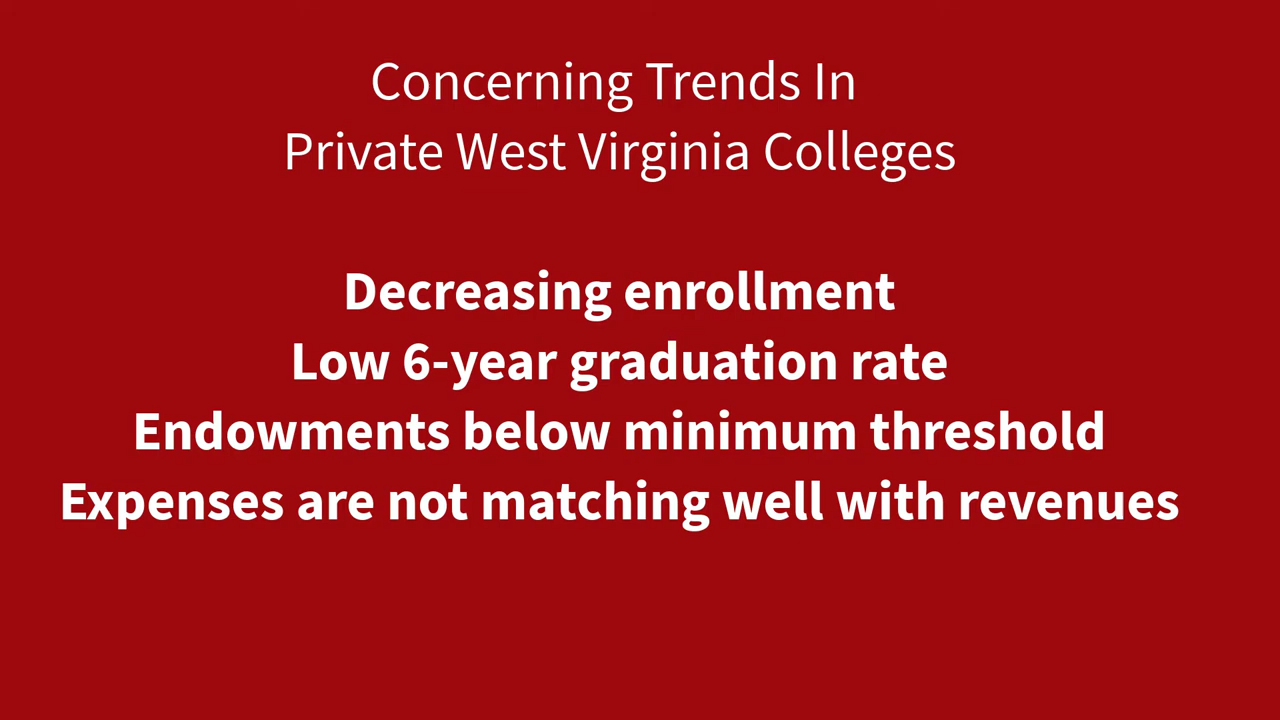 Concerning Trends In
Private West Virginia Colleges
Decreasing enrollment
Low 6-year graduation rate
Endowments below minimum threshold
Expenses are not matching well with revenues